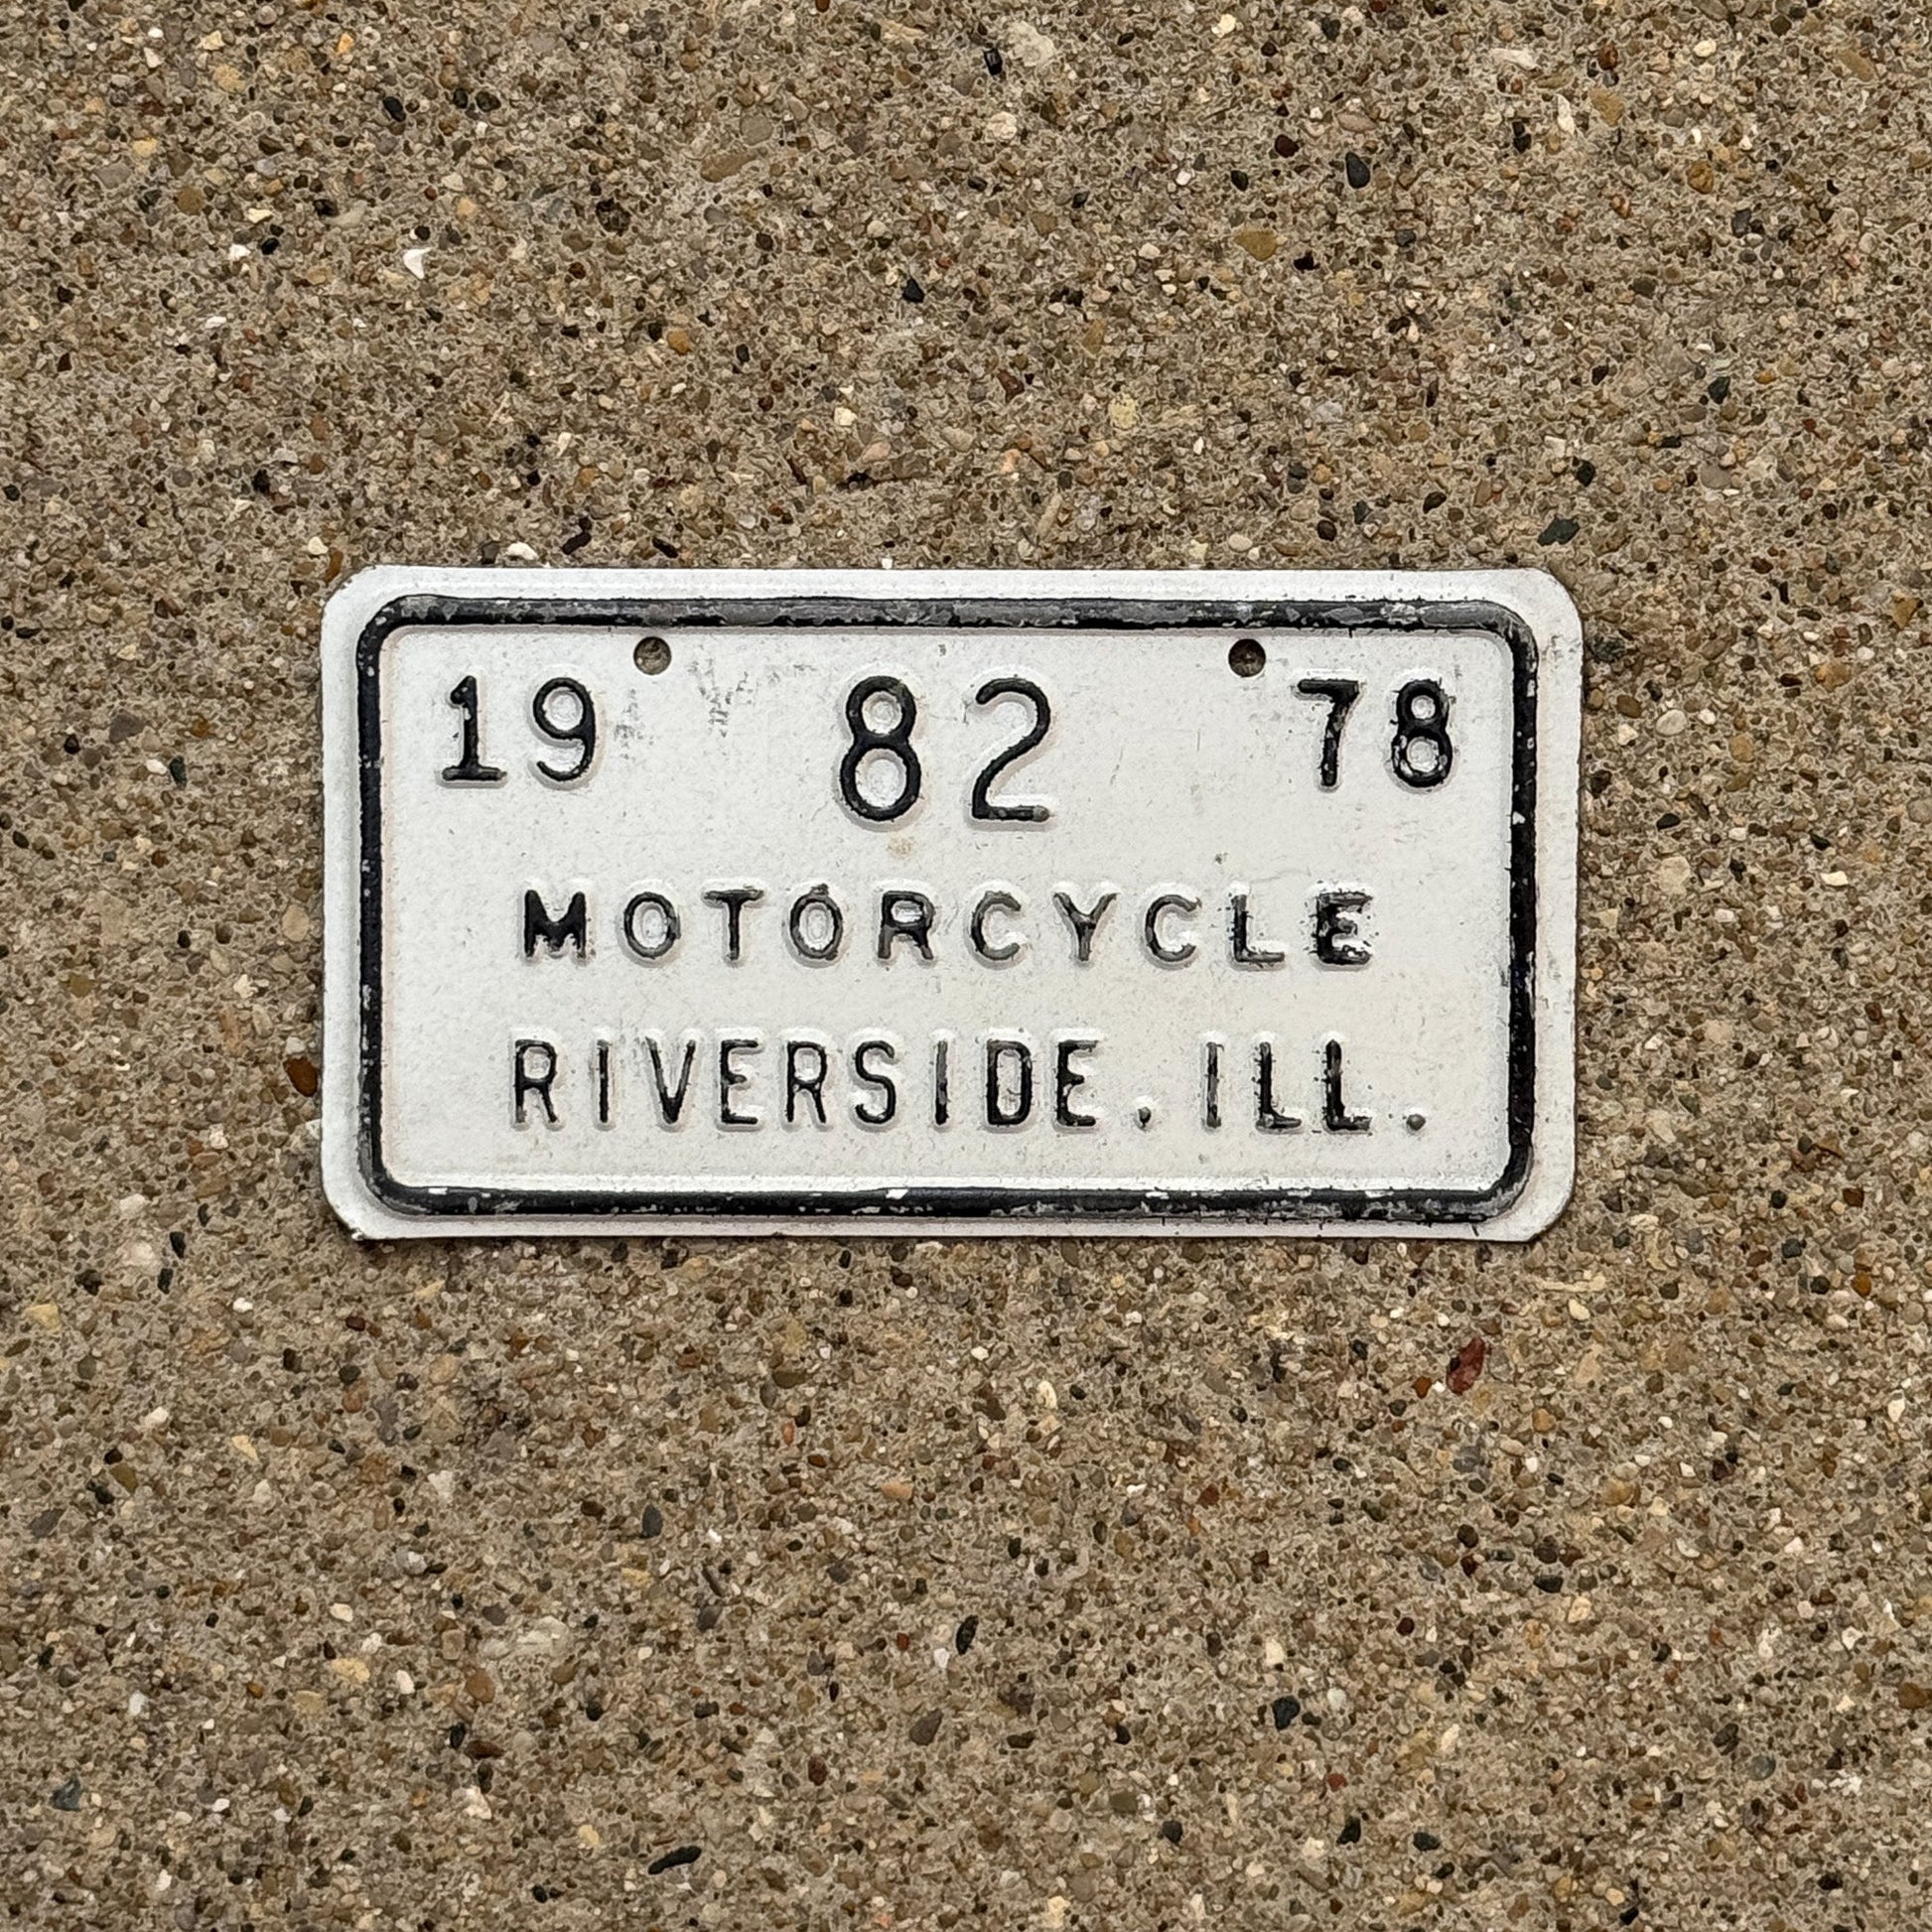 19 82 78
MOTORCYCLE
RIVERSIDE, ILL.